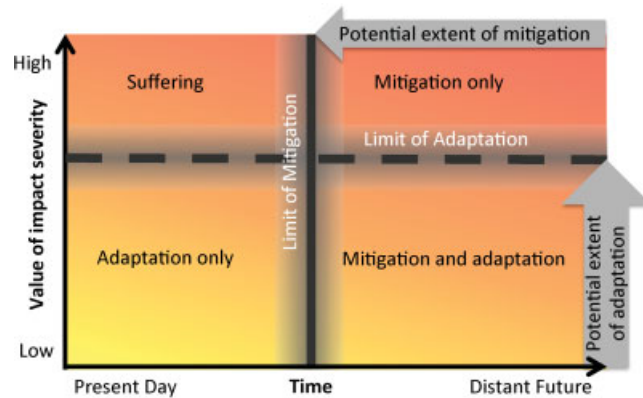 Potential extent of mitigation
High
Suffering
Mitigation only
Limit of Adaptation
Limit of Mitigation
Value of impact severity
Adaptation only
Mitigation and adaptation
Potential extent
of adaptation
Low
Present Day
Time
Distant Future